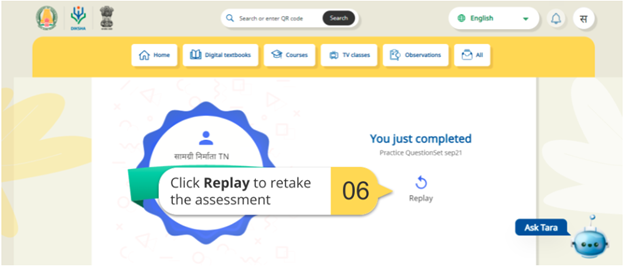 DIKSHA
Search or enter QR code
Search
English
स
Home
Digital textbooks
Courses
TV classes
Observations
All
सामग्री निर्माता TN
You just completed
Practice QuestionSet sep21
Click Replay to retake
the assessment
06
Replay
Ask Tara